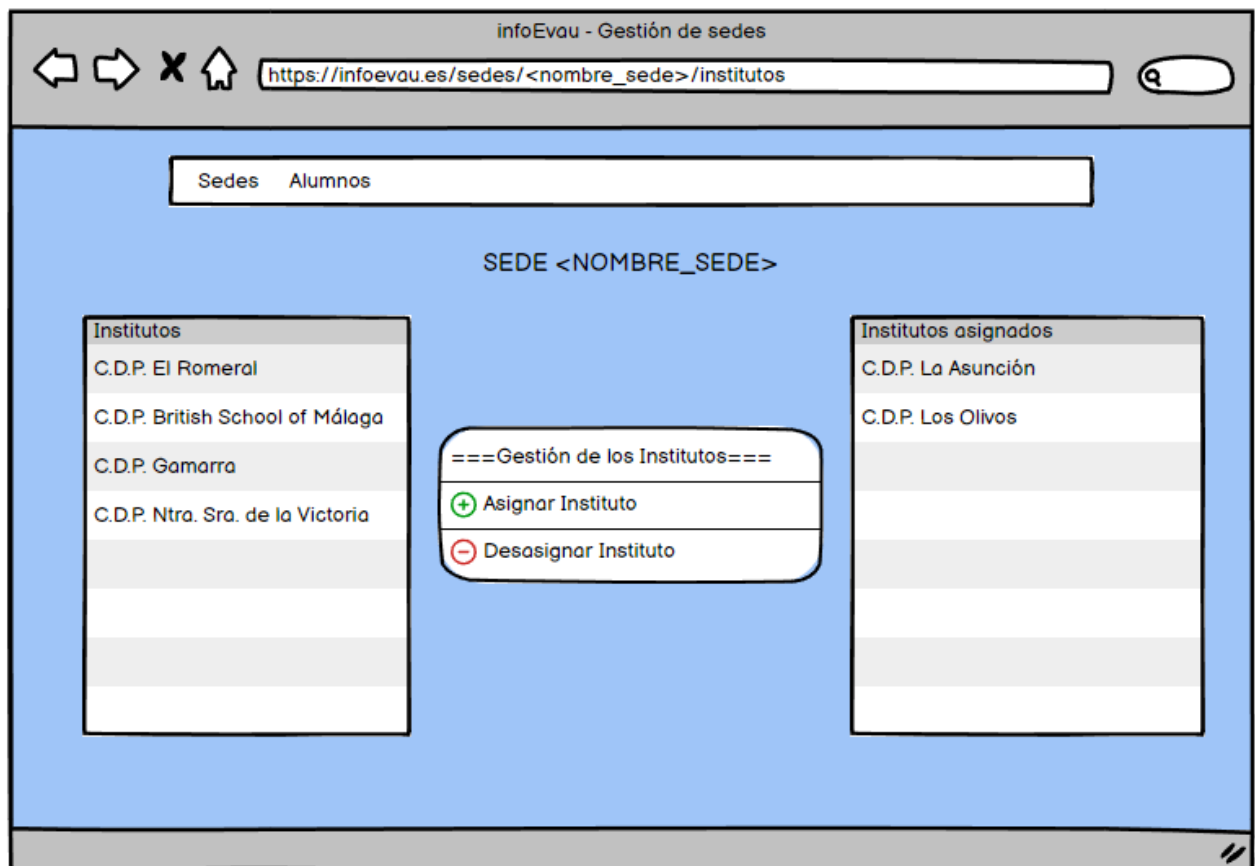 infoEvau - Gestión de sedes
https://infoevau.es/sedes/<nombre_sede>/institutos
Sedes Alumnos
SEDE <NOMBRE_SEDE>
Institutos
C.D.P. El Romeral
C.D.P. British School of Málaga
C.D.P. Gamarra
C.D.P. Ntra. Sra. de la Victoria
===Gestión de los Institutos===
Asignar Instituto
Desasignar Instituto
Institutos asignados
C.D.P. La Asunción
C.D.P. Los Olivos